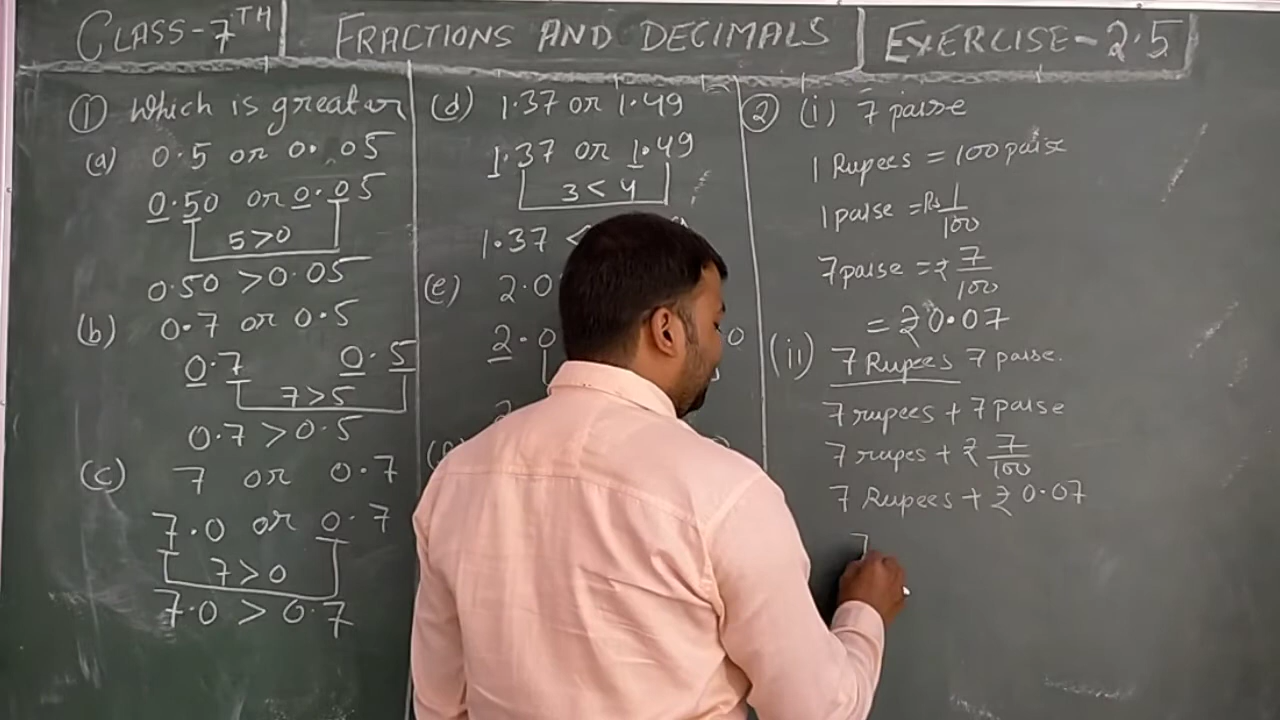 CLASS-7TH FRACTIONS AND DECIMALS EXERCISE-2.5
① Which is greater
(a) 0.5 or 0.05
0.50 or 0.05
5>0
0.50 >0.05
(b) 0.7 or 0.5
0.7 0.5
7>5
0.7 > 0.5
(c) 7 or 0.7
7.0 or 0.7
7>0
7.0 > 0.7
(d) 1.37 or 1.49
1.37 or 1.49
3 < 4
1.37 <
(e) 2.0
2.0 0
② (i) 7 paise
1 Rupees = 100 paise
1 paise = Rs 1/100
7 paise = ₹ 7/100
= ₹ 0.07
(ii) 7 Rupees 7 paise.
7 rupees + 7 paise
7 rupes + ₹ 7/100
7 Rupees + ₹ 0.07
7